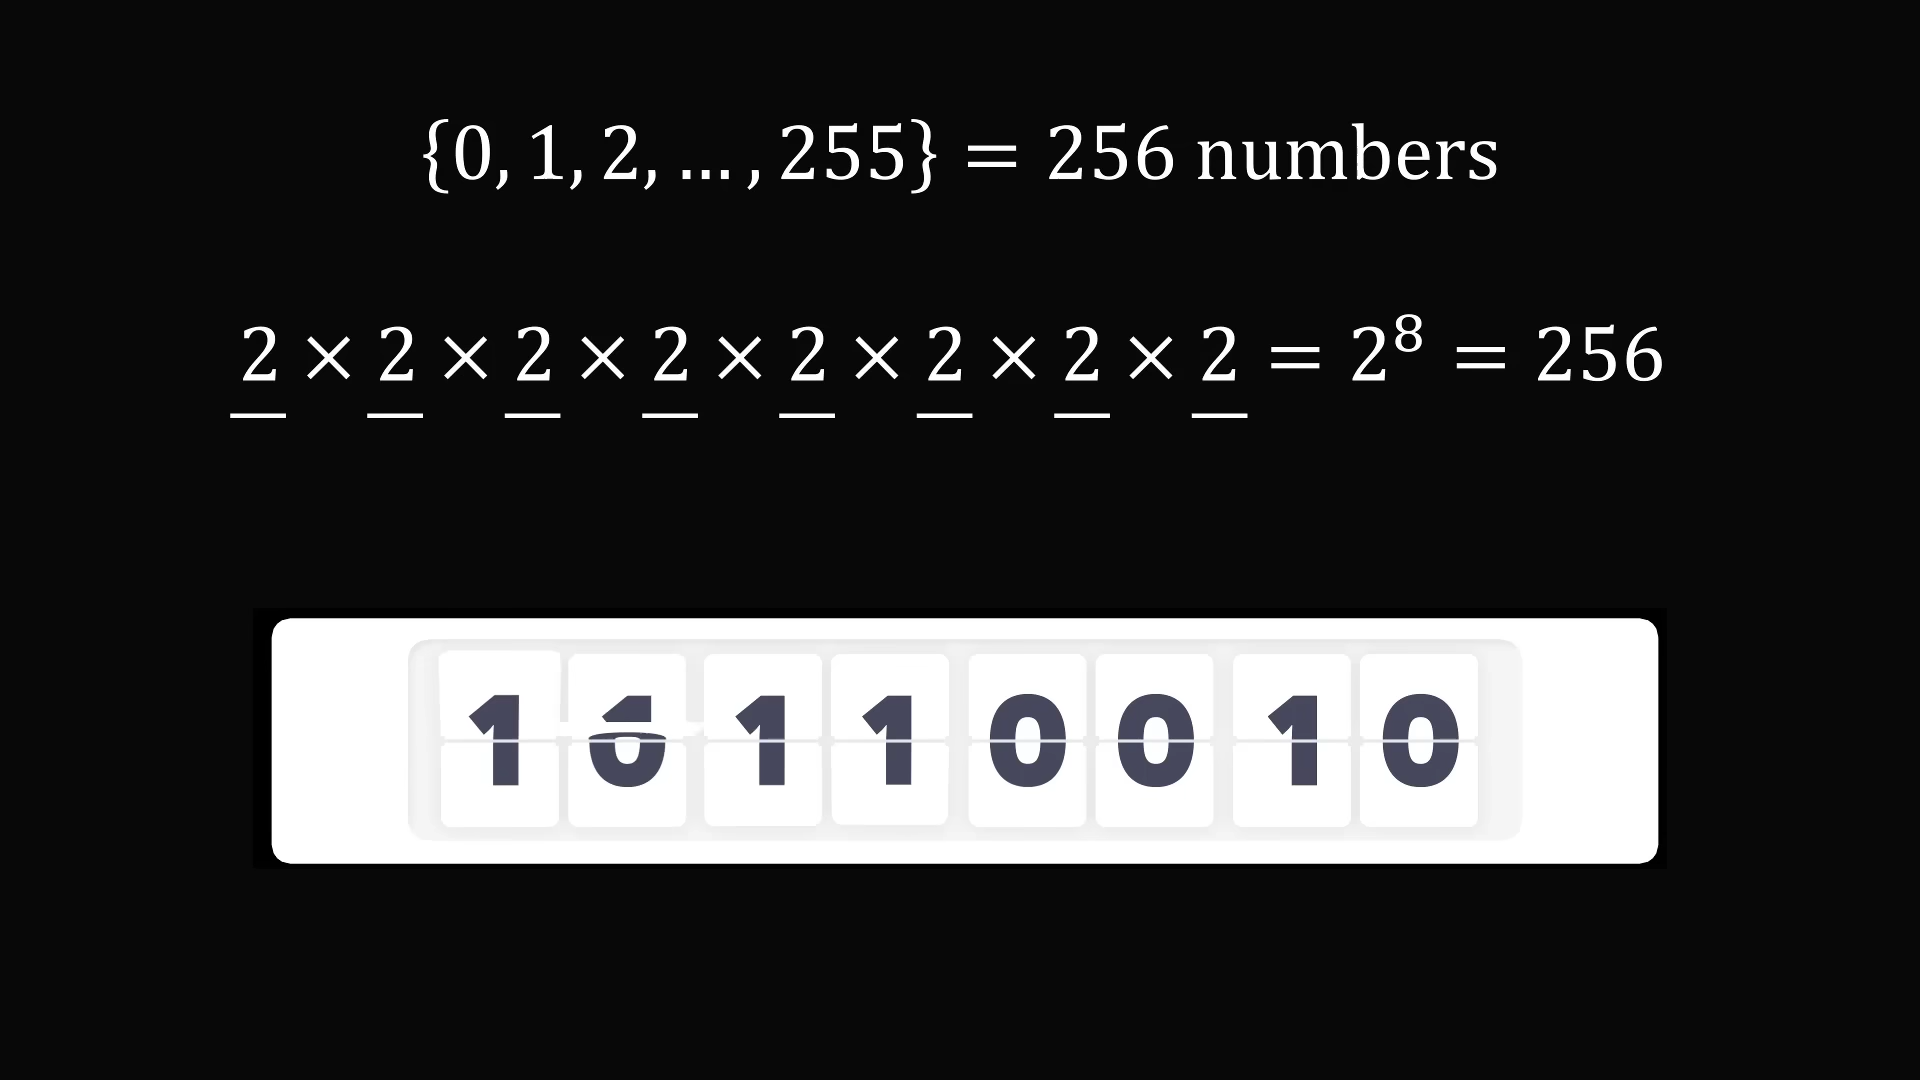 {0, 1, 2, ... , 255} = 256 numbers
2 × 2 × 2 × 2 × 2 × 2 × 2 × 2 = 2⁸ = 256
1 1 1 0 0 1 0